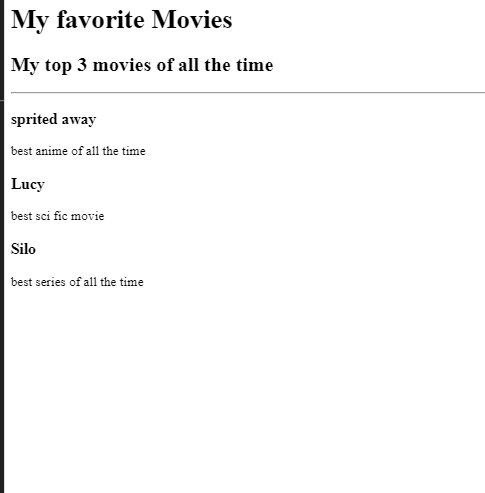 My favorite Movies
My top 3 movies of all the time
sprited away
best anime of all the time
Lucy
best sci fic movie
Silo
best series of all the time